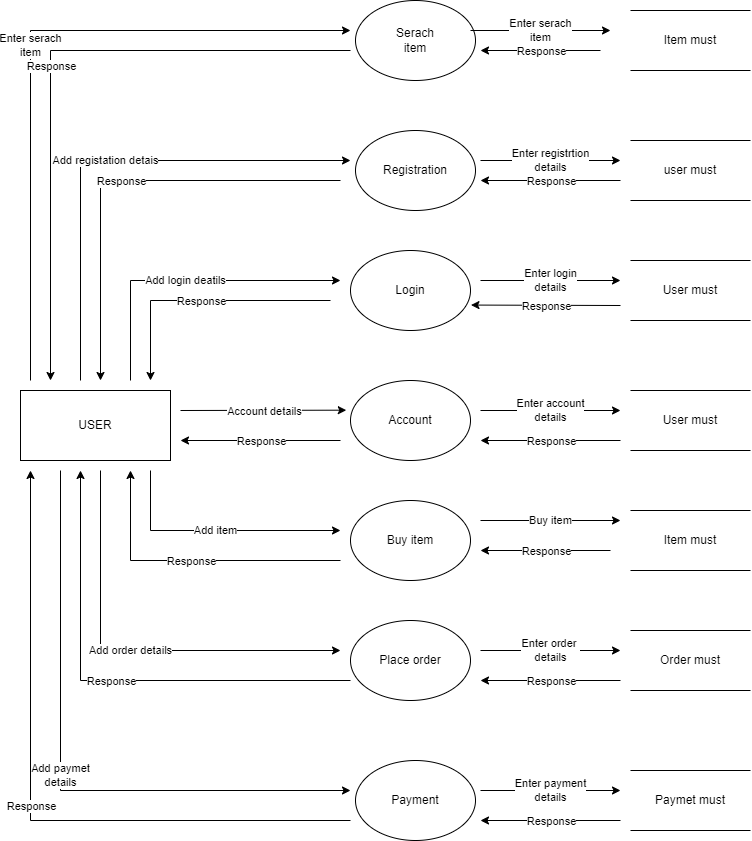 Enter serach
item
Response
Serach
item
Enter serach
item
Response
Item must
Add registation detais
Response
Registration
Enter registrtion
details
Response
user must
Add login deatils
Response
Login
Enter login
details
Response
User must
USER
Account details
Response
Account
Enter account
details
Response
User must
Add item
Response
Buy item
Buy item
Response
Item must
Add order details
Response
Place order
Enter order
details
Response
Order must
Add paymet
details
Response
Payment
Enter payment
details
Response
Paymet must